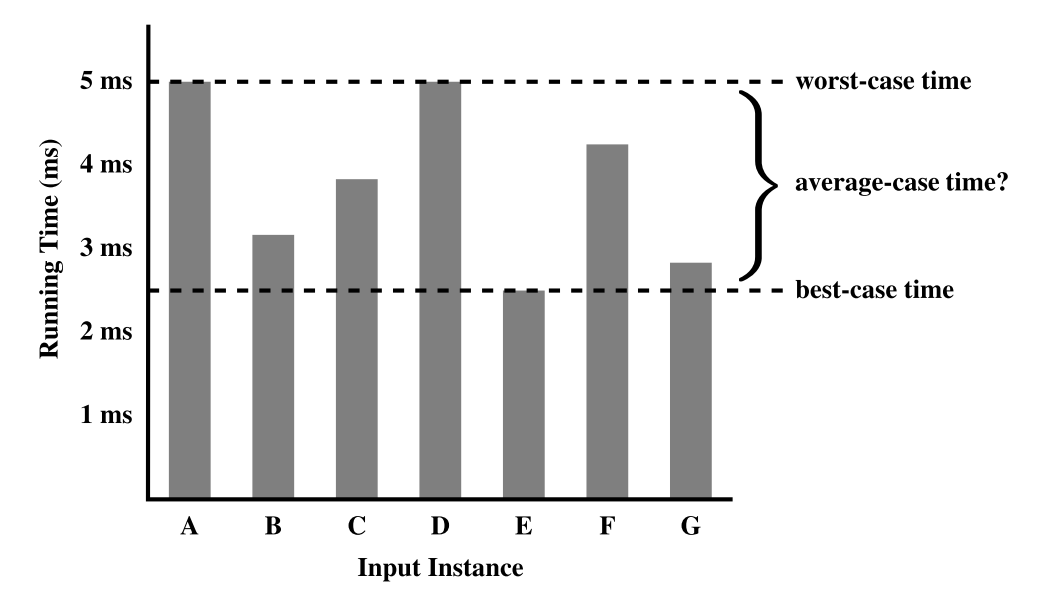 5 ms
worst-case time
4 ms
average-case time?
3 ms
best-case time
2 ms
1 ms
Running Time (ms)
A B C D E F G
Input Instance